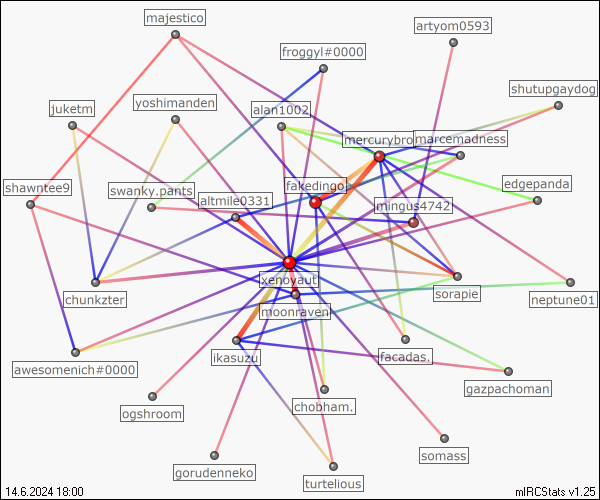 majestico
artyom0593
froggyl#0000
shutupgaydog
juketm
yoshimanden
alan1002
mercurybro
marcemadness
shawntee9
swanky.pants
fakedingo
edgepanda
altmile0331
mingus4742
xenoyaut
chunkzter
moonraven
sorapie
neptune01
ikasuzu
facadas.
awesomenich#0000
gazpachoman
ogshroom
chobham.
somass
gorudenneko
turtelious
14.6.2024 18:00
mIRCStats v1.25